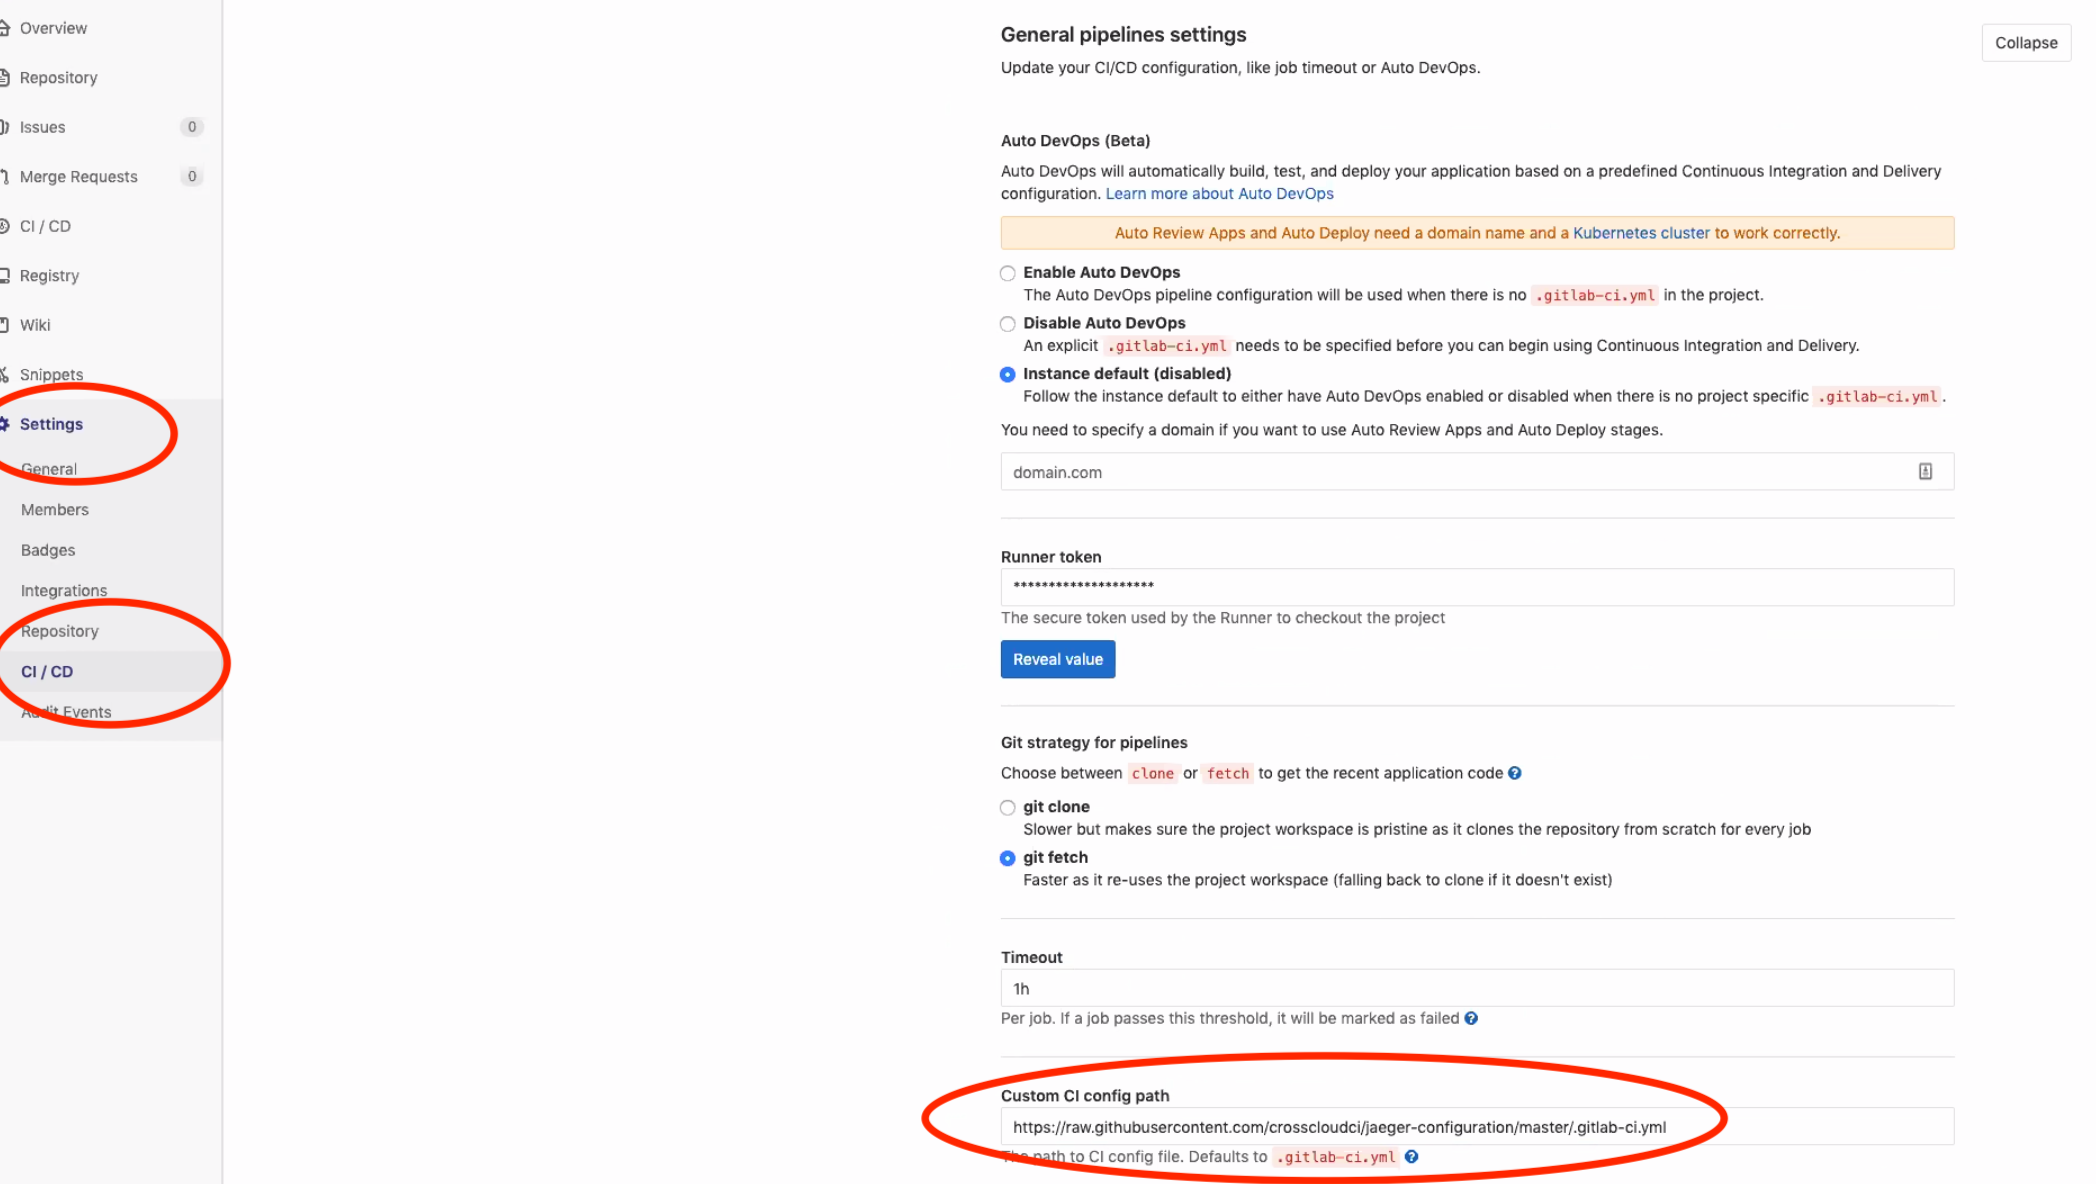 Overview
Repository
Issues 0
Merge Requests 0
CI / CD
Registry
Wiki
Snippets
Settings
General
Members
Badges
Integrations
Repository
CI / CD
Audit Events
General pipelines settings
Collapse
Update your CI/CD configuration, like job timeout or Auto DevOps.
Auto DevOps (Beta)
Auto DevOps will automatically build, test, and deploy your application based on a predefined Continuous Integration and Delivery
configuration. Learn more about Auto DevOps
Auto Review Apps and Auto Deploy need a domain name and a Kubernetes cluster to work correctly.
Enable Auto DevOps
The Auto DevOps pipeline configuration will be used when there is no .gitlab-ci.yml in the project.
Disable Auto DevOps
An explicit .gitlab-ci.yml needs to be specified before you can begin using Continuous Integration and Delivery.
Instance default (disabled)
Follow the instance default to either have Auto DevOps enabled or disabled when there is no project specific .gitlab-ci.yml.
You need to specify a domain if you want to use Auto Review Apps and Auto Deploy stages.
domain.com
Runner token
********************
The secure token used by the Runner to checkout the project
Reveal value
Git strategy for pipelines
Choose between clone or fetch to get the recent application code ?
git clone
Slower but makes sure the project workspace is pristine as it clones the repository from scratch for every job
git fetch
Faster as it re-uses the project workspace (falling back to clone if it doesn't exist)
Timeout
1h
Per job. If a job passes this threshold, it will be marked as failed ?
Custom CI config path
https://raw.githubusercontent.com/crosscloudci/jaeger-configuration/master/.gitlab-ci.yml
The path to CI config file. Defaults to .gitlab-ci.yml ?